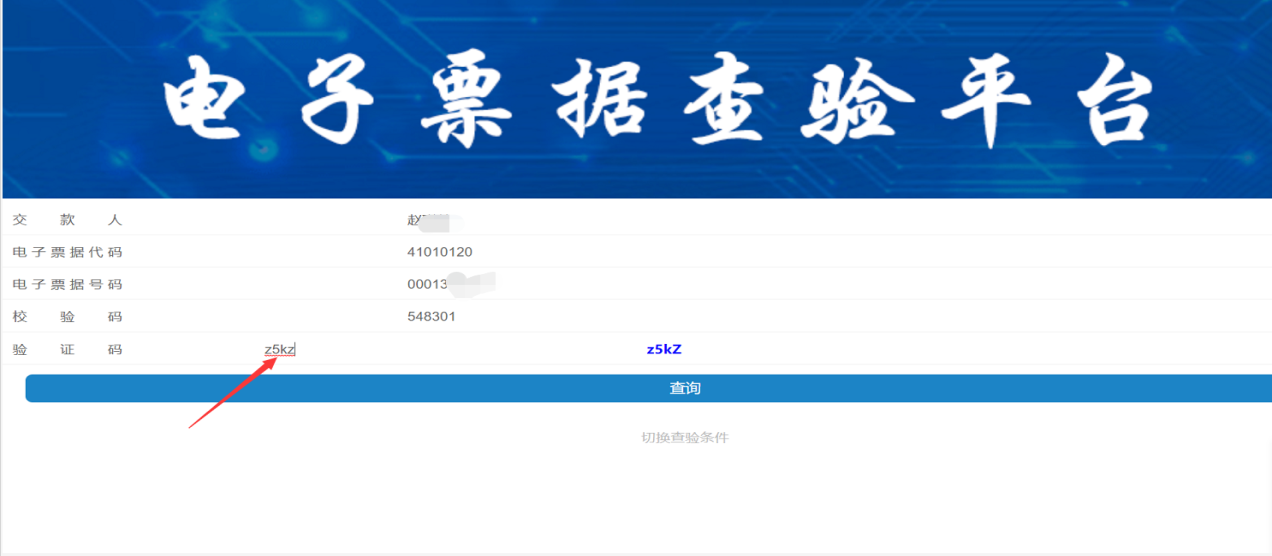 电子票据查验平台
交款人 赵
电子票据代码 41010120
电子票据号码 00013
校验码 548301
验证码 z5kz z5kZ
查询
切换查验条件